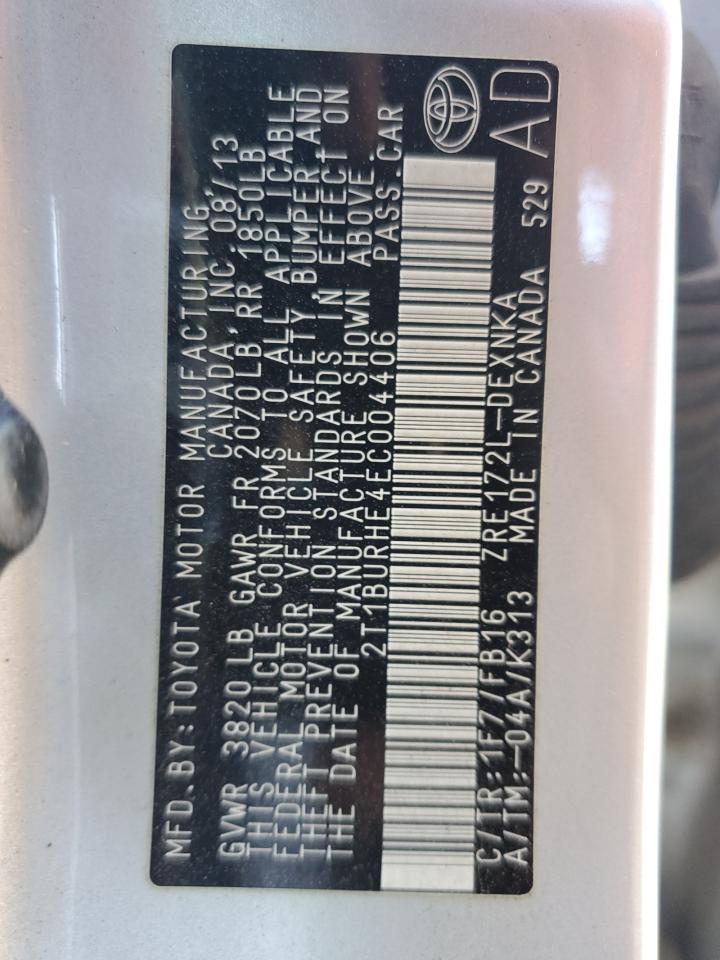 MFD. BY: TOYOTA MOTOR MANUFACTURING,
CANADA, INC. 08/13
GVWR 3820 LB GAWR FR 2070LB RR 1850LB
THIS VEHICLE CONFORMS TO ALL APPLICABLE
FEDERAL MOTOR VEHICLE SAFETY, BUMPER AND
THEFT PREVENTION STANDARDS IN EFFECT ON
THE DATE OF MANUFACTURE SHOWN ABOVE.
2T1BURHE4EC004406 PASS. CAR
C/TR:1F7/FB16 ZRE172L-DEXNKA
A/TM:-04A/K313 MADE IN CANADA 529
AD